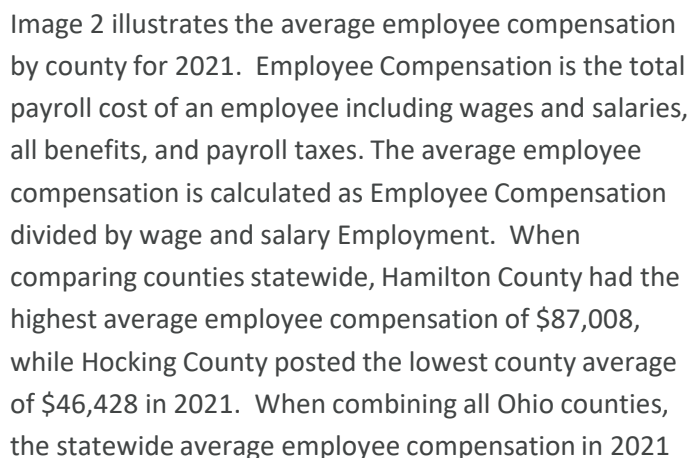 Image 2 illustrates the average employee compensation
by county for 2021.  Employee Compensation is the total
payroll cost of an employee including wages and salaries,
all benefits, and payroll taxes. The average employee
compensation is calculated as Employee Compensation
divided by wage and salary Employment.  When
comparing counties statewide, Hamilton County had the
highest average employee compensation of $87,008,
while Hocking County posted the lowest county average
of $46,428 in 2021.  When combining all Ohio counties,
the statewide average employee compensation in 2021